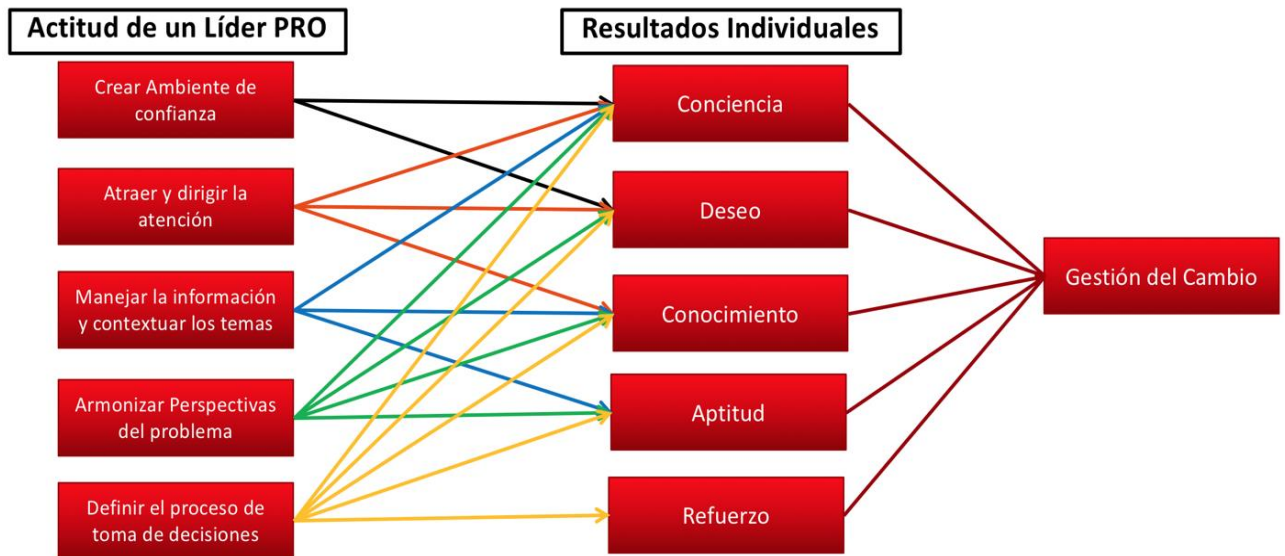 Actitud de un Líder PRO
Resultados Individuales
Crear Ambiente de
confianza
Atraer y dirigir la
atención
Manejar la información
y contextuar los temas
Armonizar Perspectivas
del problema
Definir el proceso de
toma de decisiones
Conciencia
Deseo
Conocimiento
Aptitud
Refuerzo
Gestión del Cambio